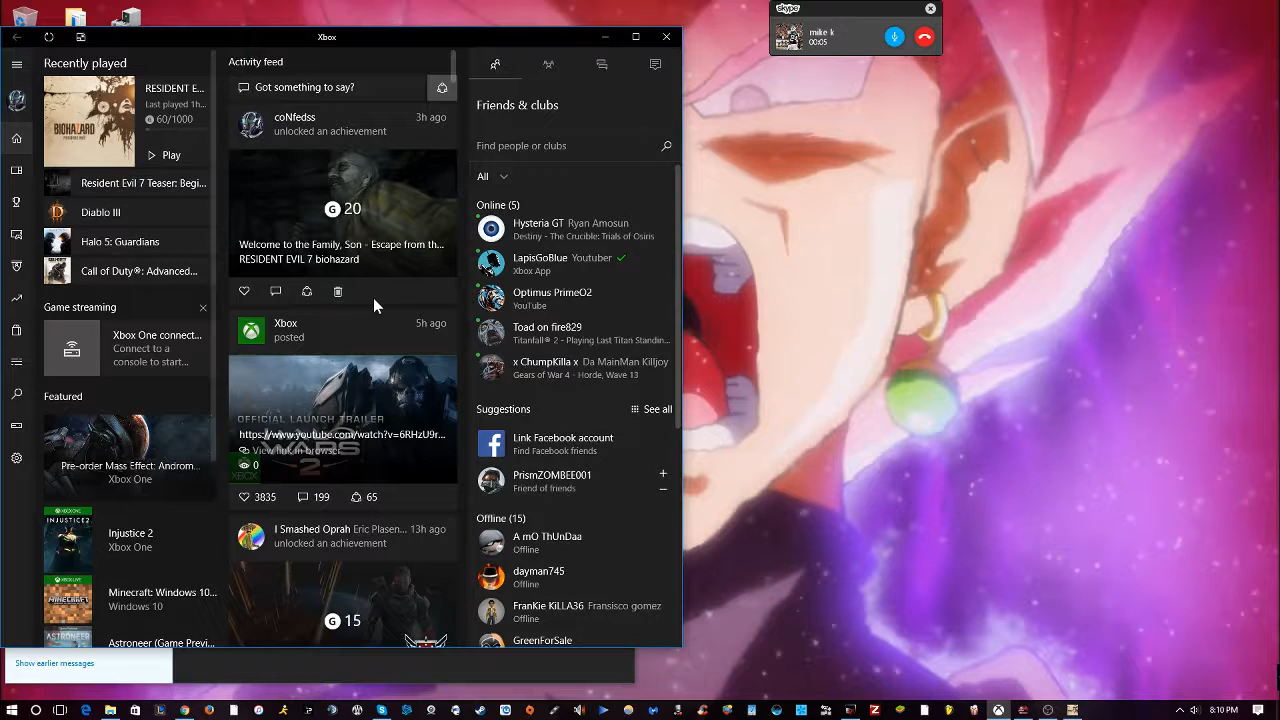 Xbox
skype
mike k
00:05
Recently played
BIOHAZARD
RESIDENT E...
Last played 1h...
G 60/1000
Play
Resident Evil 7 Teaser: Begi...
Diablo III
Halo 5: Guardians
Call of Duty®: Advanced...
Game streaming
Xbox One connect...
Connect to a
console to start...
Featured
Pre-order Mass Effect: Androm...
Xbox One
INJUSTICE 2
Injustice 2
Xbox One
MINECRAFT
Minecraft: Windows 10...
Windows 10
ASTRONEER
Astroneer (Game Previ...
Activity feed
Got something to say?
coNfedss
3h ago
unlocked an achievement
G 20
Welcome to the Family, Son - Escape from th...
RESIDENT EVIL 7 biohazard
Xbox
5h ago
posted
OFFICIAL LAUNCH TRAILER
WARS 2
https://www.youtube.com/watch?v=6RHzU9r...
View link in browser
0
XBOX
3835
199
65
I Smashed Oprah Eric Plasen...
13h ago
unlocked an achievement
G 15
Friends & clubs
Find people or clubs
All
Online (5)
Hysteria GT Ryan Amosun
Destiny - The Crucible: Trials of Osiris
LapisGoBlue Youtuber
Xbox App
Optimus PrimeO2
YouTube
Toad on fire829
Titanfall® 2 - Playing Last Titan Standin...
x ChumpKilla x Da MainMan Killjoy
Gears of War 4 - Horde, Wave 13
Suggestions
See all
Link Facebook account
Find Facebook friends
PrismZOMBEE001
Friend of friends
Offline (15)
A mO ThUnDaa
Offline
dayman745
Offline
FranKie KiLLA36 Fransisco gomez
Offline
GreenForSale
Show earlier messages
8:10 PM